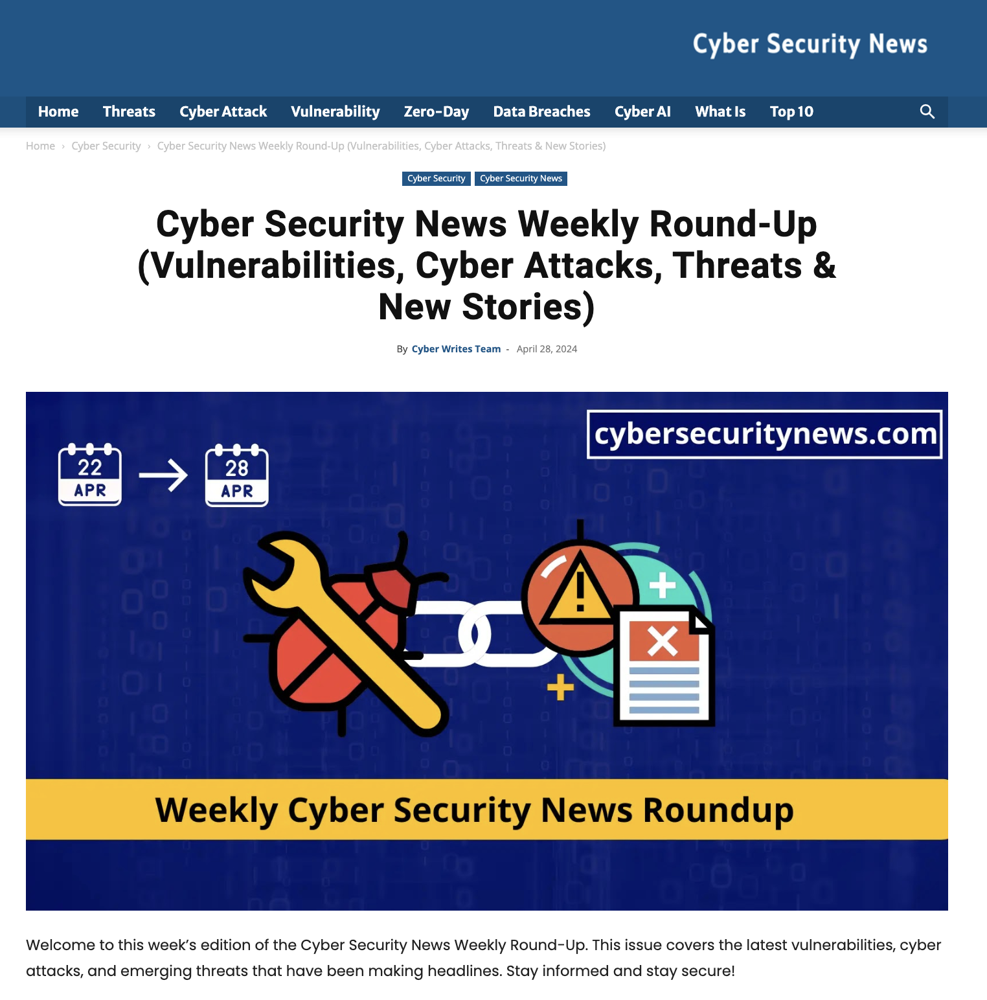 Cyber Security News
Home Threats Cyber Attack Vulnerability Zero-Day Data Breaches Cyber AI What Is Top 10
Home › Cyber Security › Cyber Security News Weekly Round-Up (Vulnerabilities, Cyber Attacks, Threats & New Stories)
Cyber Security Cyber Security News
Cyber Security News Weekly Round-Up
(Vulnerabilities, Cyber Attacks, Threats &
New Stories)
By Cyber Writes Team - April 28, 2024
cybersecuritynews.com
22 28
APR APR
Weekly Cyber Security News Roundup
Welcome to this week’s edition of the Cyber Security News Weekly Round-Up. This issue covers the latest vulnerabilities, cyber
attacks, and emerging threats that have been making headlines. Stay informed and stay secure!